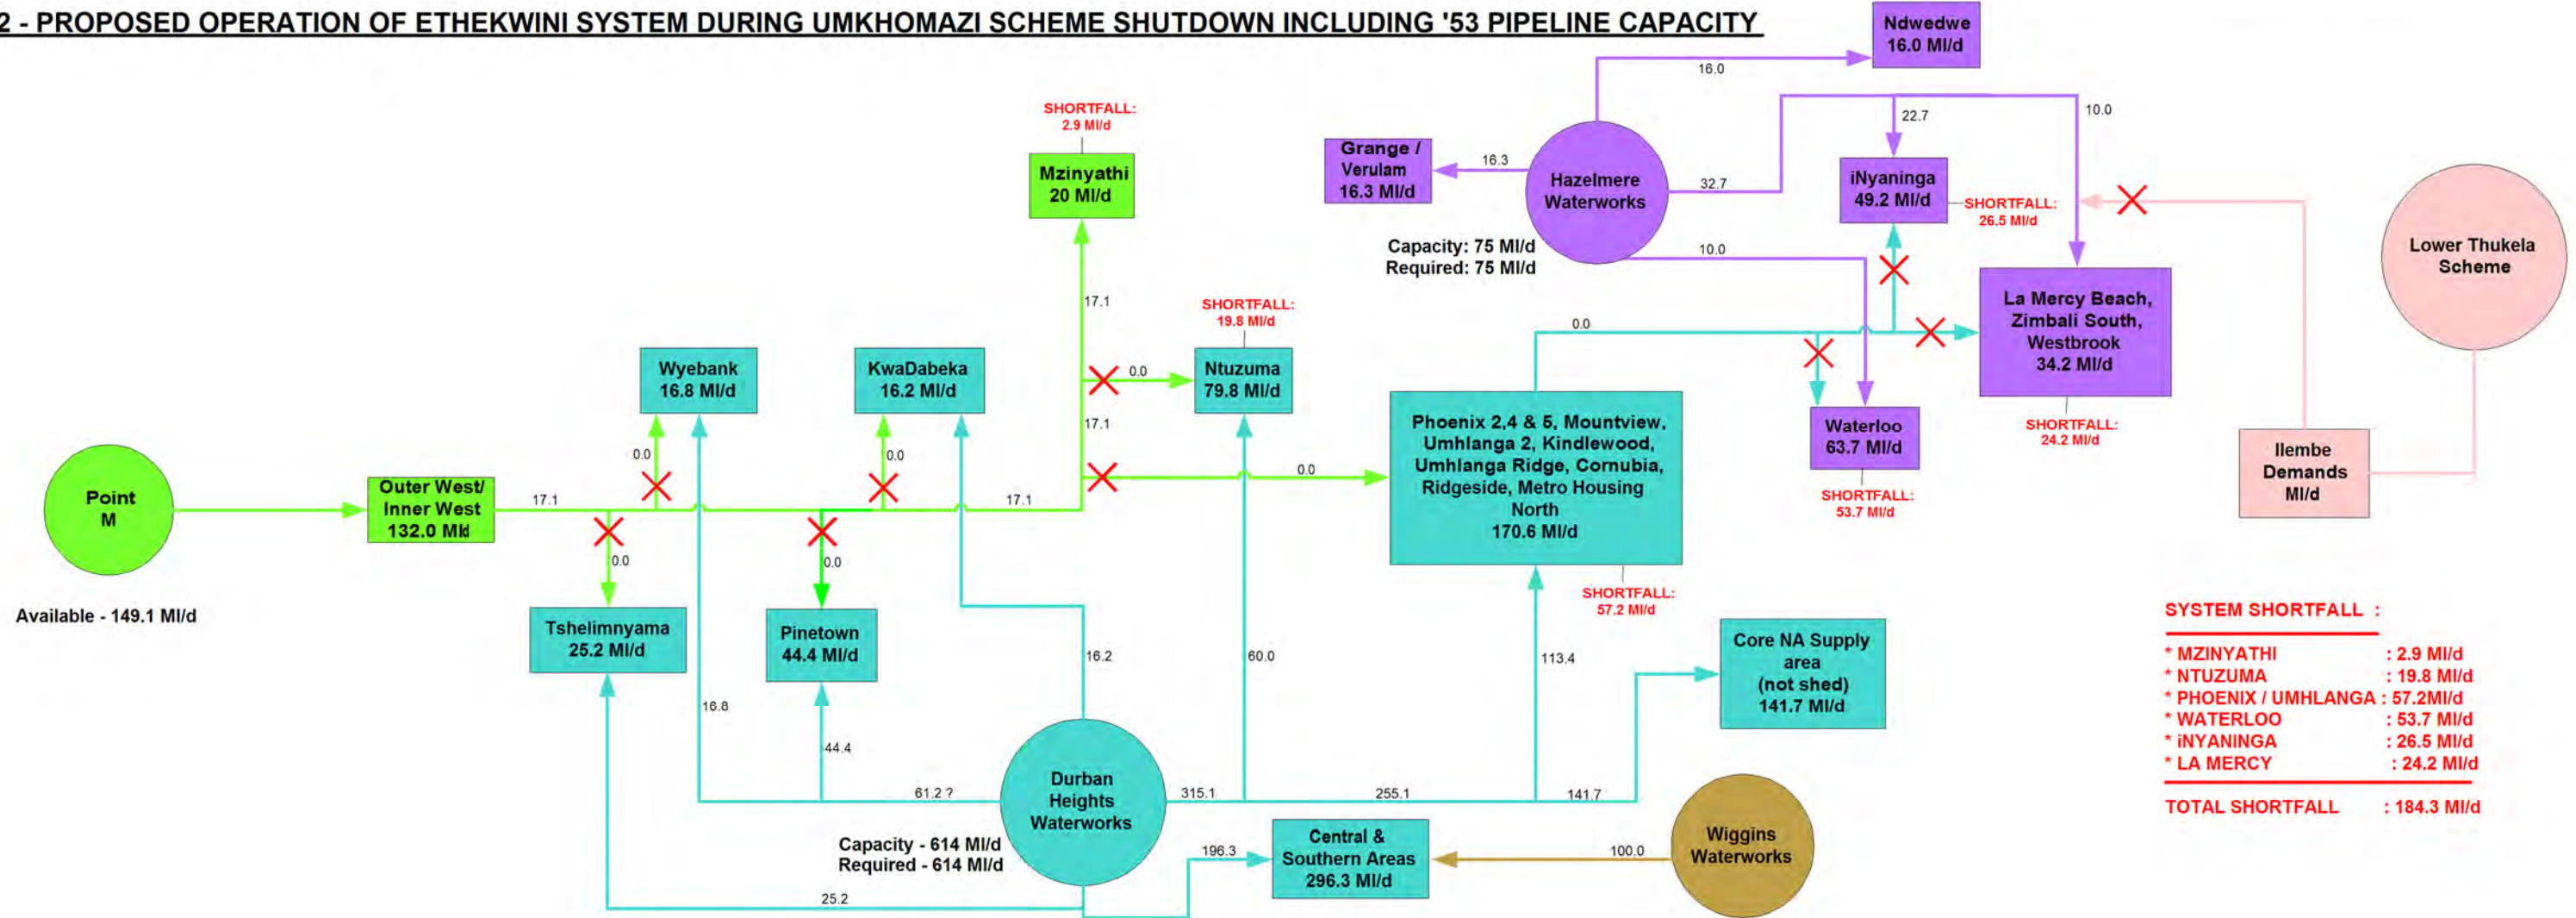 2 - PROPOSED OPERATION OF ETHEKWINI SYSTEM DURING UMKHOMAZI SCHEME SHUTDOWN INCLUDING '53 PIPELINE CAPACITY
Ndwedwe
16.0 Ml/d
16.0
SHORTFALL:
2.9 Ml/d
Mzinyathi
20 Ml/d
Grange /
Verulam
16.3 Ml/d
16.3
Hazelmere
Waterworks
32.7
22.7
10.0
iNyaninga
49.2 Ml/d
SHORTFALL:
26.5 Ml/d
Capacity: 75 Ml/d
Required: 75 Ml/d
10.0
Lower Thukela
Scheme
La Mercy Beach,
Zimbali South,
Westbrook
34.2 Ml/d
SHORTFALL:
24.2 Ml/d
17.1
SHORTFALL:
19.8 Ml/d
0.0
Wyebank
16.8 Ml/d
KwaDabeka
16.2 Ml/d
0.0
Ntuzuma
79.8 Ml/d
17.1
Phoenix 2,4 & 5, Mountview,
Umhlanga 2, Kindlewood,
Umhlanga Ridge, Cornubia,
Ridgeside, Metro Housing
North
170.6 Ml/d
SHORTFALL:
57.2 Ml/d
Waterloo
63.7 Ml/d
SHORTFALL:
53.7 Ml/d
Ilembe
Demands
Ml/d
0.0
0.0
0.0
Point
M
Available - 149.1 Ml/d
Outer West/
Inner West
132.0 Ml/d
17.1
17.1
0.0
0.0
Tshelimnyama
25.2 Ml/d
Pinetown
44.4 Ml/d
16.2
60.0
113.4
Core NA Supply
area
(not shed)
141.7 Ml/d
16.8
44.4
61.2 ?
Durban
Heights
Waterworks
315.1
255.1
141.7
Capacity - 614 Ml/d
Required - 614 Ml/d
196.3
Central &
Southern Areas
296.3 Ml/d
100.0
Wiggins
Waterworks
25.2
SYSTEM SHORTFALL :
* MZINYATHI : 2.9 Ml/d
* NTUZUMA : 19.8 Ml/d
* PHOENIX / UMHLANGA : 57.2Ml/d
* WATERLOO : 53.7 Ml/d
* iNYANINGA : 26.5 Ml/d
* LA MERCY : 24.2 Ml/d
TOTAL SHORTFALL : 184.3 Ml/d